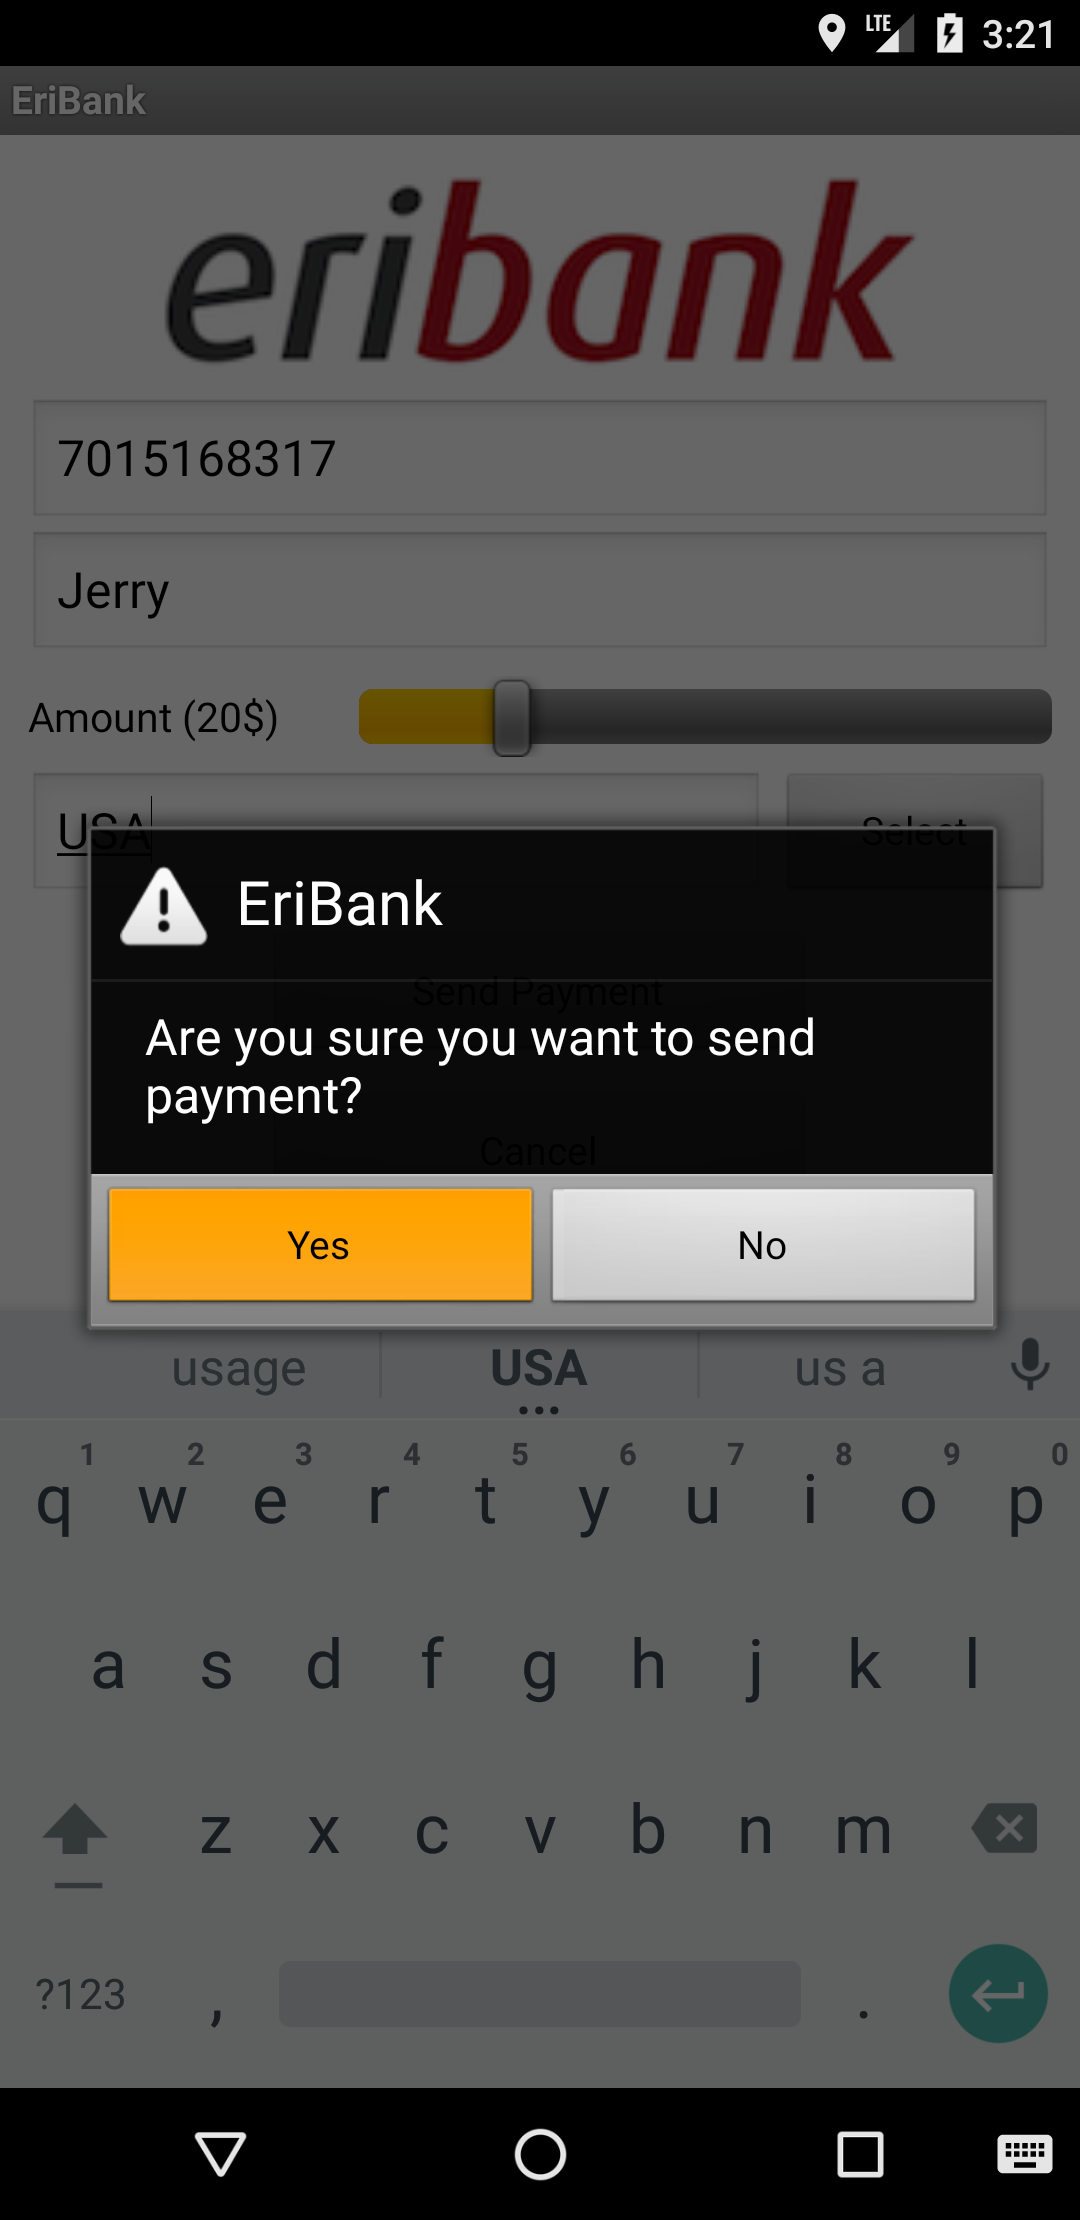 LTE 3:21
EriBank
eribank
7015168317
Jerry
Amount (20$)
USA
Select
EriBank
Send Payment
Are you sure you want to send
payment?
Cancel
Yes No
usage USA us a
1 2 3 4 5 6 7 8 9 0
q w e r t y u i o p
a s d f g h j k l
z x c v b n m
?123 , .